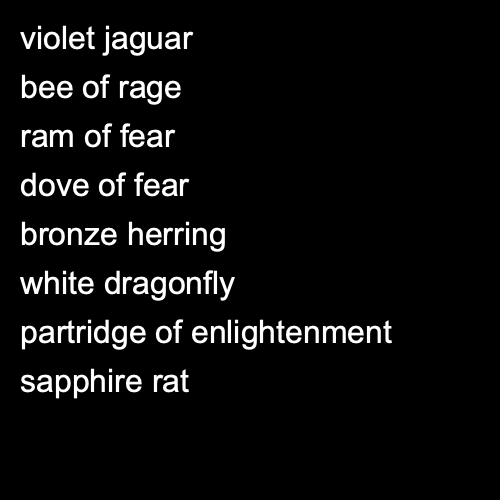 violet jaguar
bee of rage
ram of fear
dove of fear
bronze herring
white dragonfly
partridge of enlightenment
sapphire rat